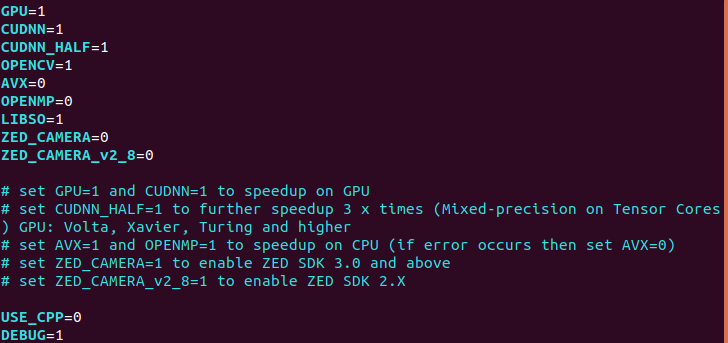 GPU=1
CUDNN=1
CUDNN_HALF=1
OPENCV=1
AVX=0
OPENMP=0
LIBSO=1
ZED_CAMERA=0
ZED_CAMERA_v2_8=0
# set GPU=1 and CUDNN=1 to speedup on GPU
# set CUDNN_HALF=1 to further speedup 3 x times (Mixed-precision on Tensor Cores
) GPU: Volta, Xavier, Turing and higher
# set AVX=1 and OPENMP=1 to speedup on CPU (if error occurs then set AVX=0)
# set ZED_CAMERA=1 to enable ZED SDK 3.0 and above
# set ZED_CAMERA_v2_8=1 to enable ZED SDK 2.X
USE_CPP=0
DEBUG=1